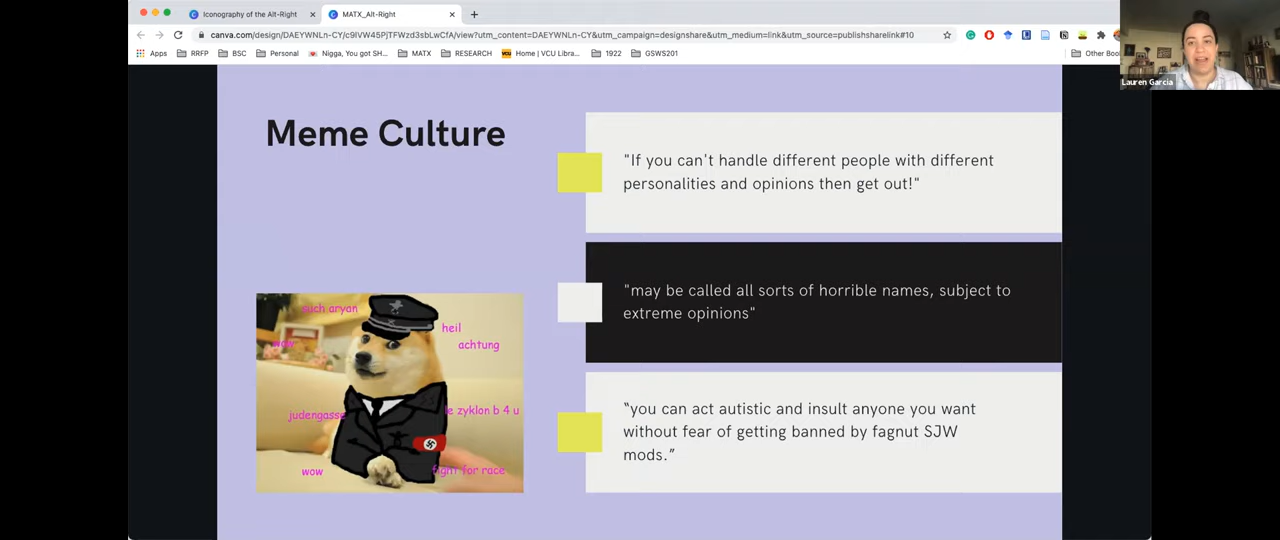 Iconography of the Alt-Right
MATX_Alt-Right
canva.com/design/DAEYWNLn-CY/c9lVW45PjTFWzd3sbLwCfA/view?utm_content=DAEYWNLn-CY&utm_campaign=designshare&utm_medium=link&utm_source=publishsharelink#10
Apps RRFP BSC Personal Nigga, You got SH... MATX RESEARCH Home | VCU Libra... 1922 GSWS201 Other Boo
Lauren Garcia
Meme Culture
"If you can't handle different people with different
personalities and opinions then get out!"
"may be called all sorts of horrible names, subject to
extreme opinions"
"you can act autistic and insult anyone you want
without fear of getting banned by fagnut SJW
mods."
such aryan
heil
wow
achtung
judengasse
le zyklon b 4 u
wow
fight for race